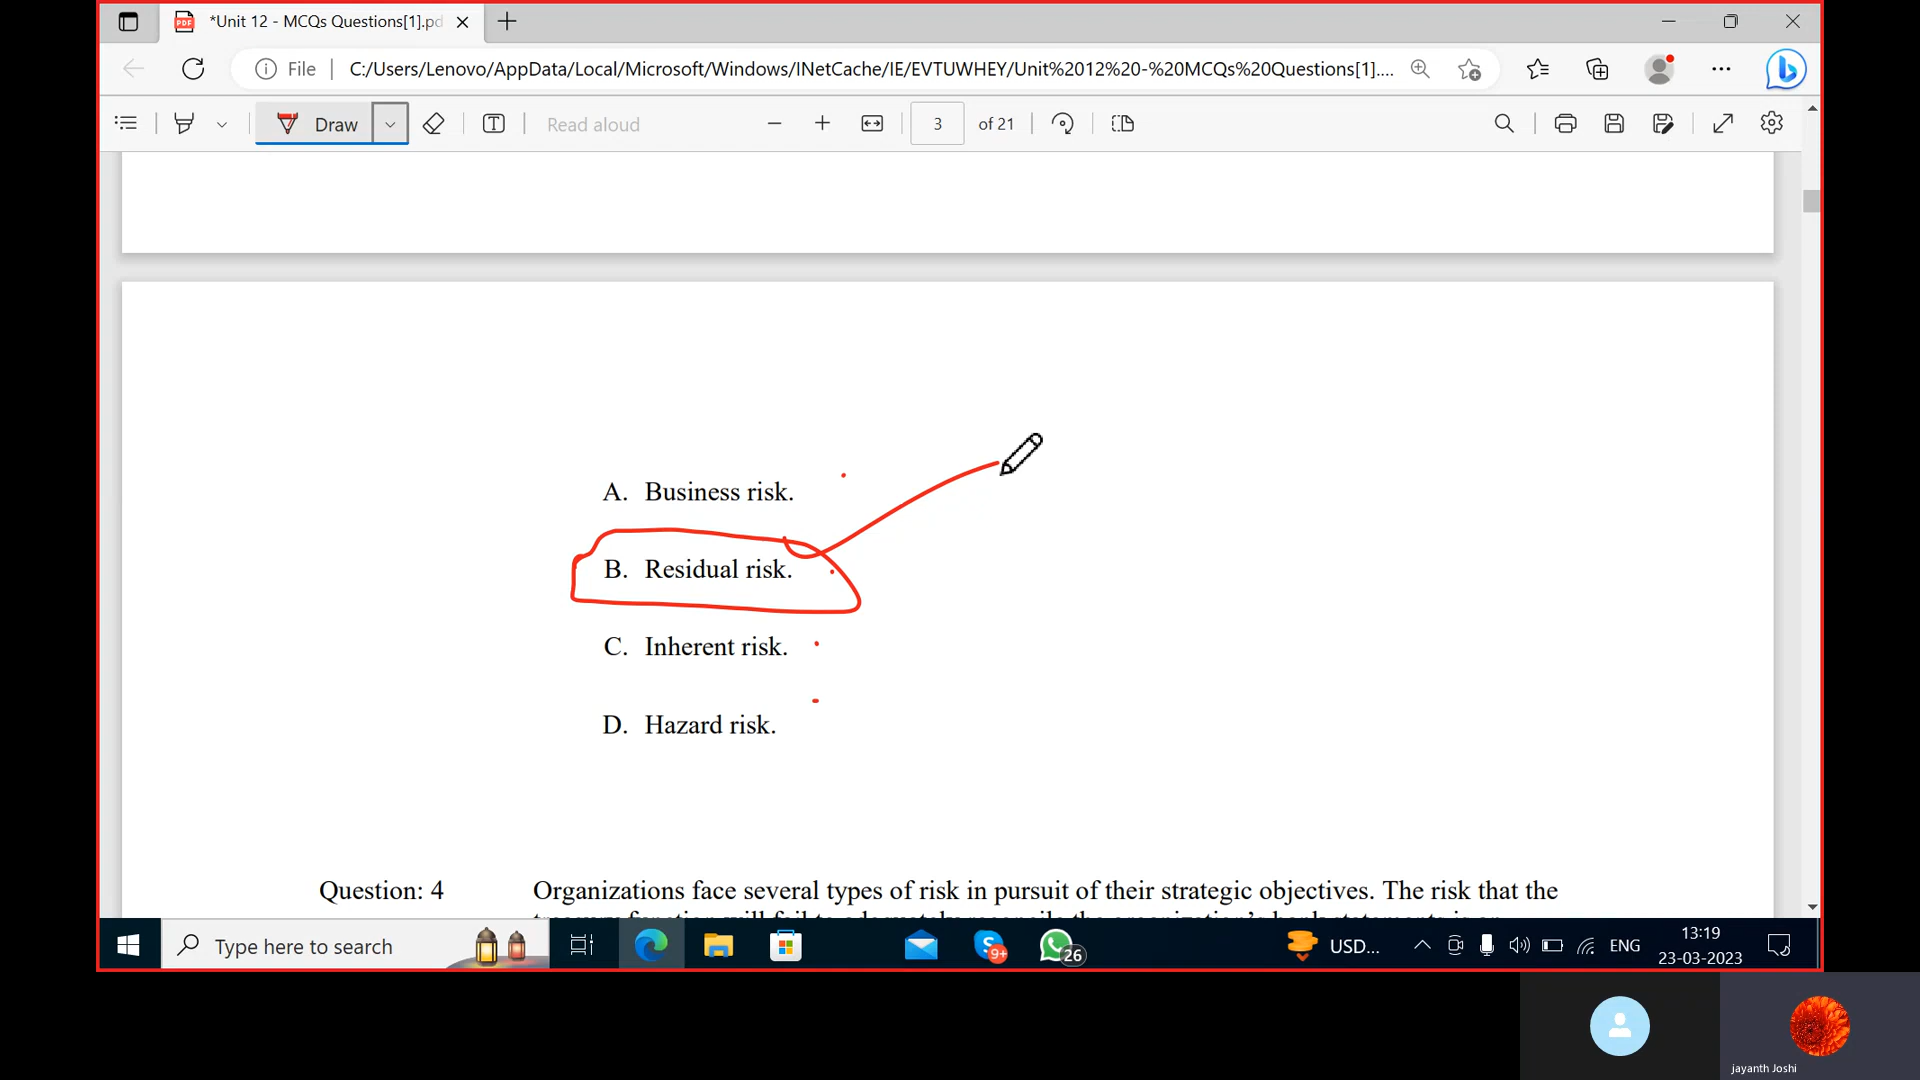 *Unit 12 - MCQs Questions[1].pd
File
C:/Users/Lenovo/AppData/Local/Microsoft/Windows/INetCache/IE/EVTUWHEY/Unit%2012%20-%20MCQs%20Questions[1]....
Draw
Read aloud
3 of 21
A. Business risk.
B. Residual risk.
C. Inherent risk.
D. Hazard risk.
Question: 4 Organizations face several types of risk in pursuit of their strategic objectives. The risk that the
Type here to search
9+
26
USD...
ENG
13:19
23-03-2023
jayanth Joshi